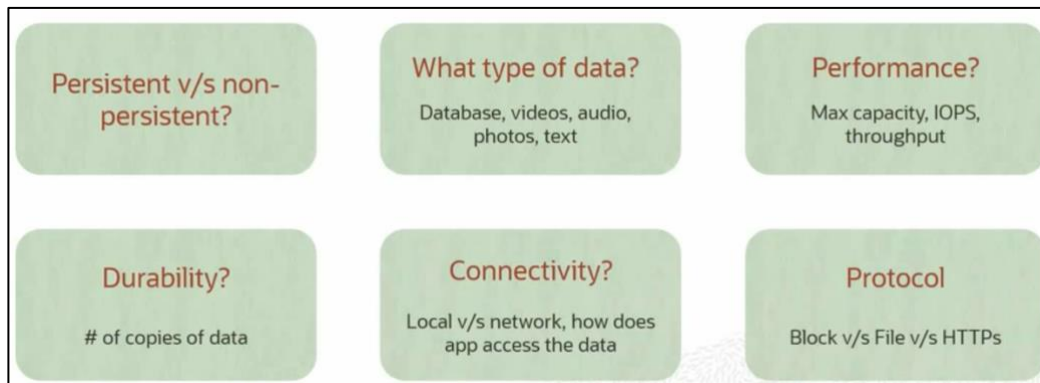 Persistent v/s non-
persistent?
What type of data?
Database, videos, audio,
photos, text
Performance?
Max capacity, IOPS,
throughput
Durability?
# of copies of data
Connectivity?
Local v/s network, how does
app access the data
Protocol
Block v/s File v/s HTTPs